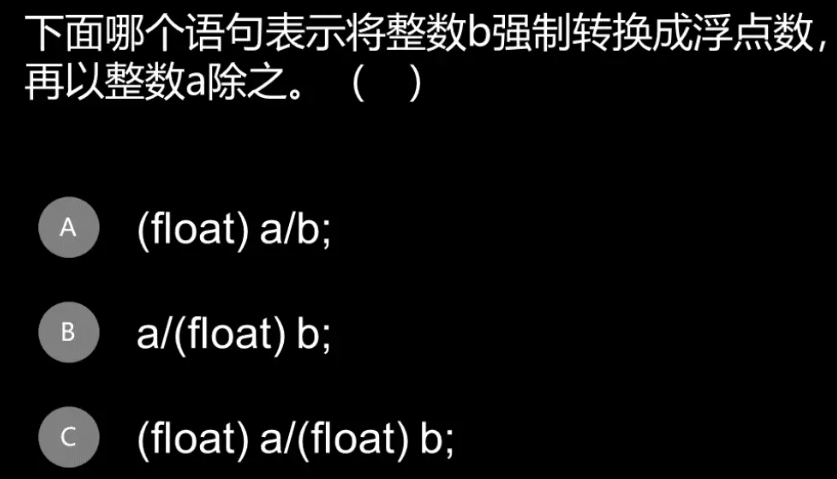 下面哪个语句表示将整数b强制转换成浮点数，
再以整数a除之。 （ ）
A (float) a/b;
B a/(float) b;
C (float) a/(float) b;